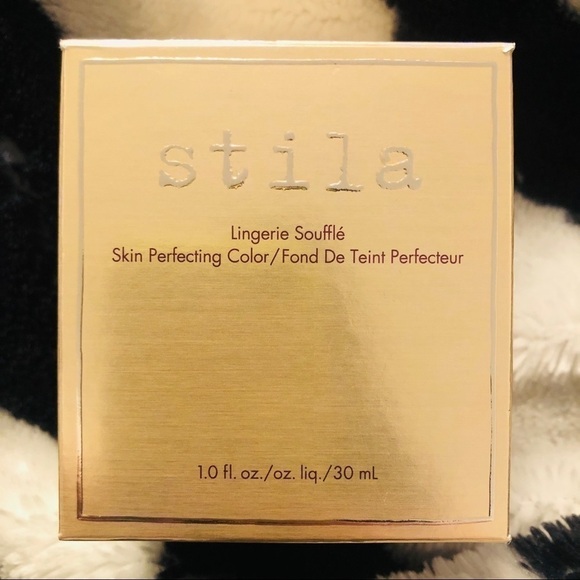 stila
Lingerie Soufflé
Skin Perfecting Color/Fond De Teint Perfecteur
1.0 fl. oz./oz. liq./30 mL